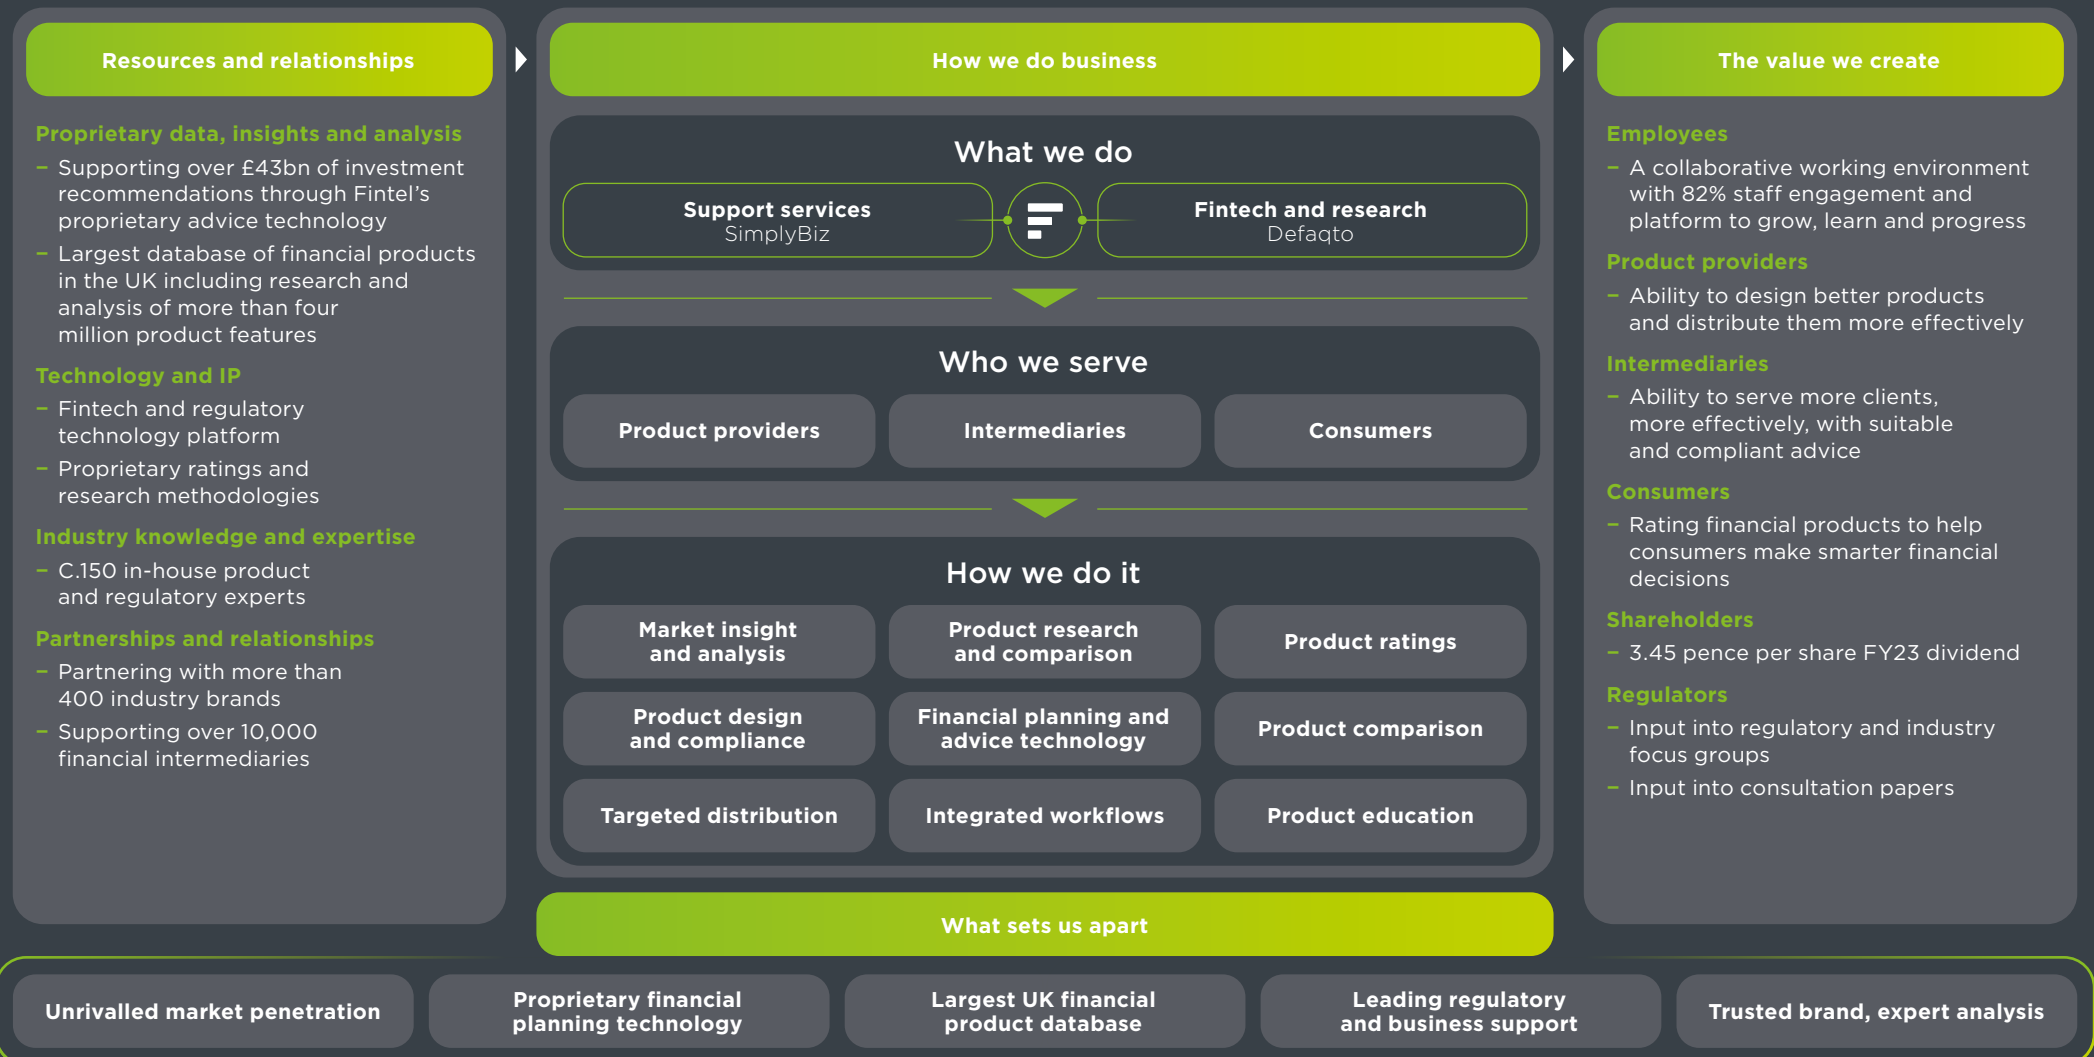 Resources and relationships
Proprietary data, insights and analysis
– Supporting over £43bn of investment
recommendations through Fintel's
proprietary advice technology
– Largest database of financial products
in the UK including research and
analysis of more than four
million product features
Technology and IP
– Fintech and regulatory
technology platform
– Proprietary ratings and
research methodologies
Industry knowledge and expertise
– C.150 in-house product
and regulatory experts
Partnerships and relationships
– Partnering with more than
400 industry brands
– Supporting over 10,000
financial intermediaries
How we do business
What we do
Support services
SimplyBiz
Fintech and research
Defaqto
Who we serve
Product providers
Intermediaries
Consumers
How we do it
Market insight
and analysis
Product research
and comparison
Product ratings
Product design
and compliance
Financial planning and
advice technology
Product comparison
Targeted distribution
Integrated workflows
Product education
The value we create
Employees
– A collaborative working environment
with 82% staff engagement and
platform to grow, learn and progress
Product providers
– Ability to design better products
and distribute them more effectively
Intermediaries
– Ability to serve more clients,
more effectively, with suitable
and compliant advice
Consumers
– Rating financial products to help
consumers make smarter financial
decisions
Shareholders
– 3.45 pence per share FY23 dividend
Regulators
– Input into regulatory and industry
focus groups
– Input into consultation papers
What sets us apart
Unrivalled market penetration
Proprietary financial
planning technology
Largest UK financial
product database
Leading regulatory
and business support
Trusted brand, expert analysis